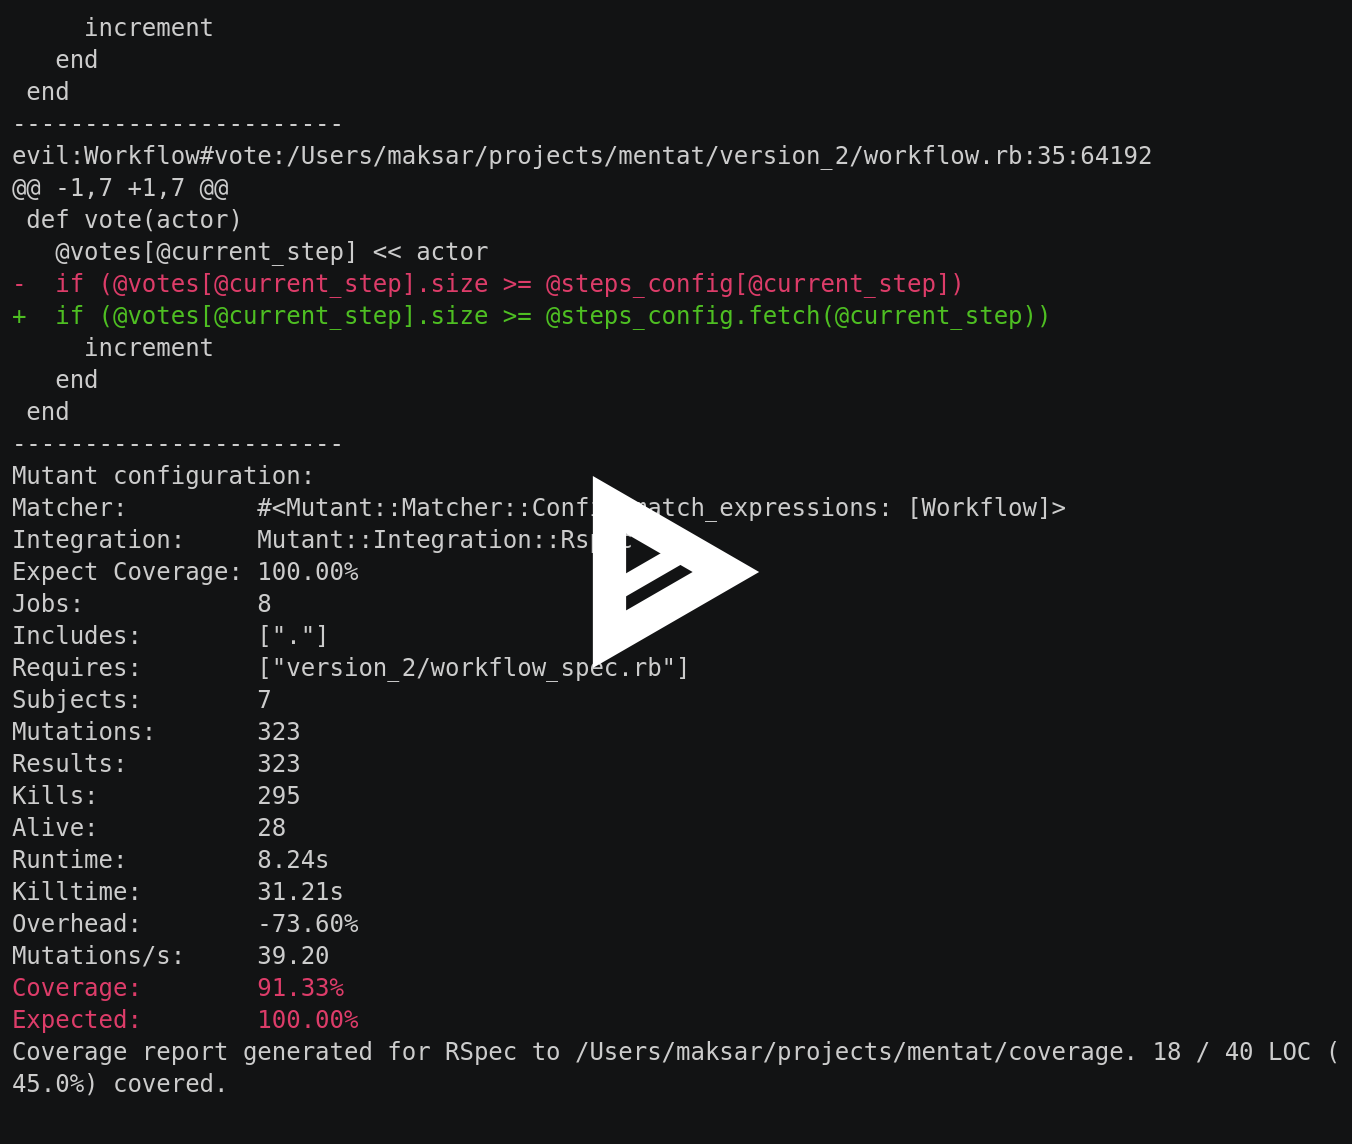 increment
end
end
-----------------------
evil:Workflow#vote:/Users/maksar/projects/mentat/version_2/workflow.rb:35:64192
@@ -1,7 +1,7 @@
def vote(actor)
@votes[@current_step] << actor
-  if (@votes[@current_step].size >= @steps_config[@current_step])
+  if (@votes[@current_step].size >= @steps_config.fetch(@current_step))
increment
end
end
-----------------------
Mutant configuration:
Matcher:         #<Mutant::Matcher::Config match_expressions: [Workflow]>
Integration:     Mutant::Integration::Rspec
Expect Coverage: 100.00%
Jobs:            8
Includes:        ["."]
Requires:        ["version_2/workflow_spec.rb"]
Subjects:        7
Mutations:       323
Results:         323
Kills:           295
Alive:           28
Runtime:         8.24s
Killtime:        31.21s
Overhead:        -73.60%
Mutations/s:     39.20
Coverage:        91.33%
Expected:        100.00%
Coverage report generated for RSpec to /Users/maksar/projects/mentat/coverage. 18 / 40 LOC (
45.0%) covered.